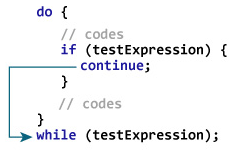 do {
// codes
if (testExpression) {
continue;
}
// codes
}
while (testExpression);